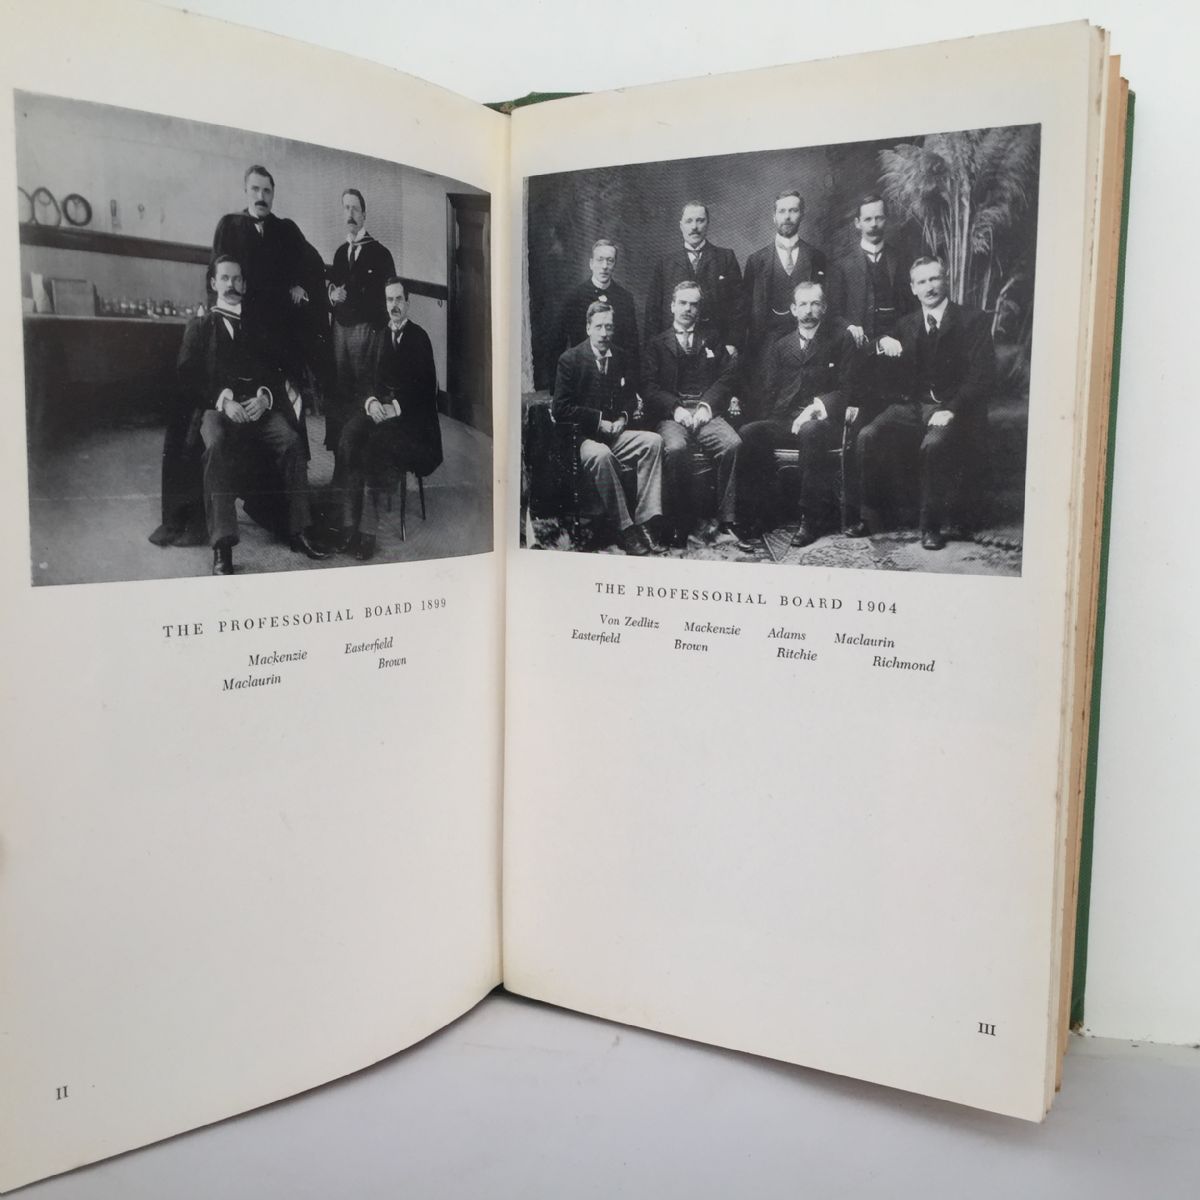 THE PROFESSORIAL BOARD 1899
Mackenzie Easterfield
Maclaurin Brown
II
THE PROFESSORIAL BOARD 1904
Von Zedlitz Mackenzie Adams Maclaurin
Easterfield Brown Ritchie Richmond
III